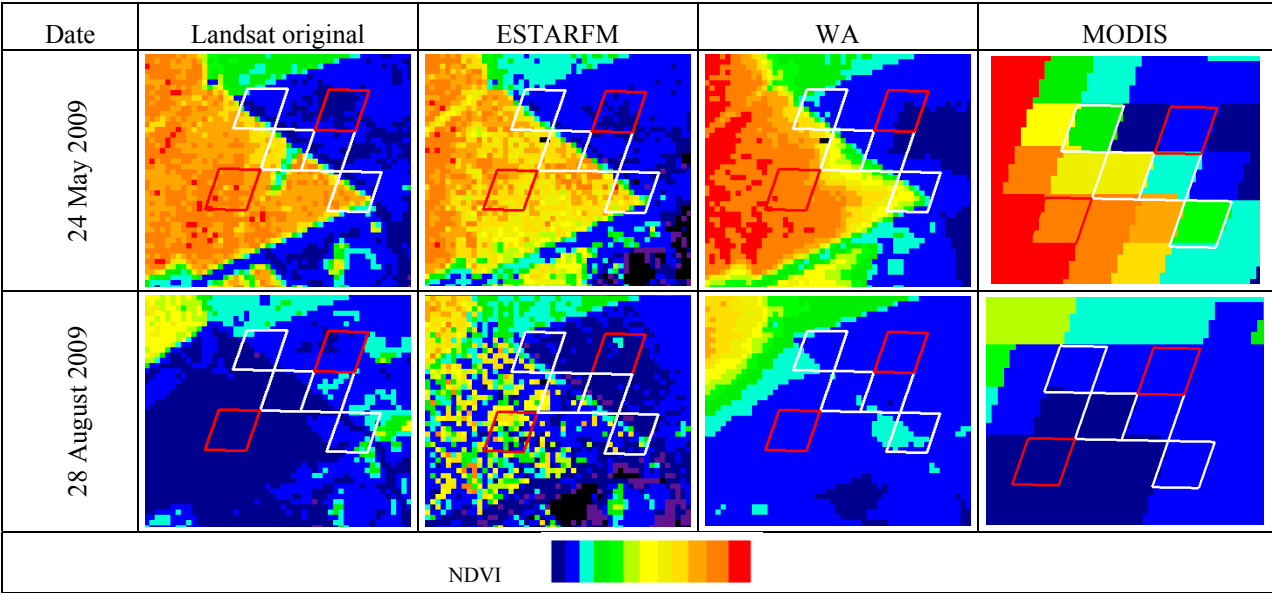 Date Landsat original ESTARFM WA MODIS
24 May 2009
28 August 2009
NDVI